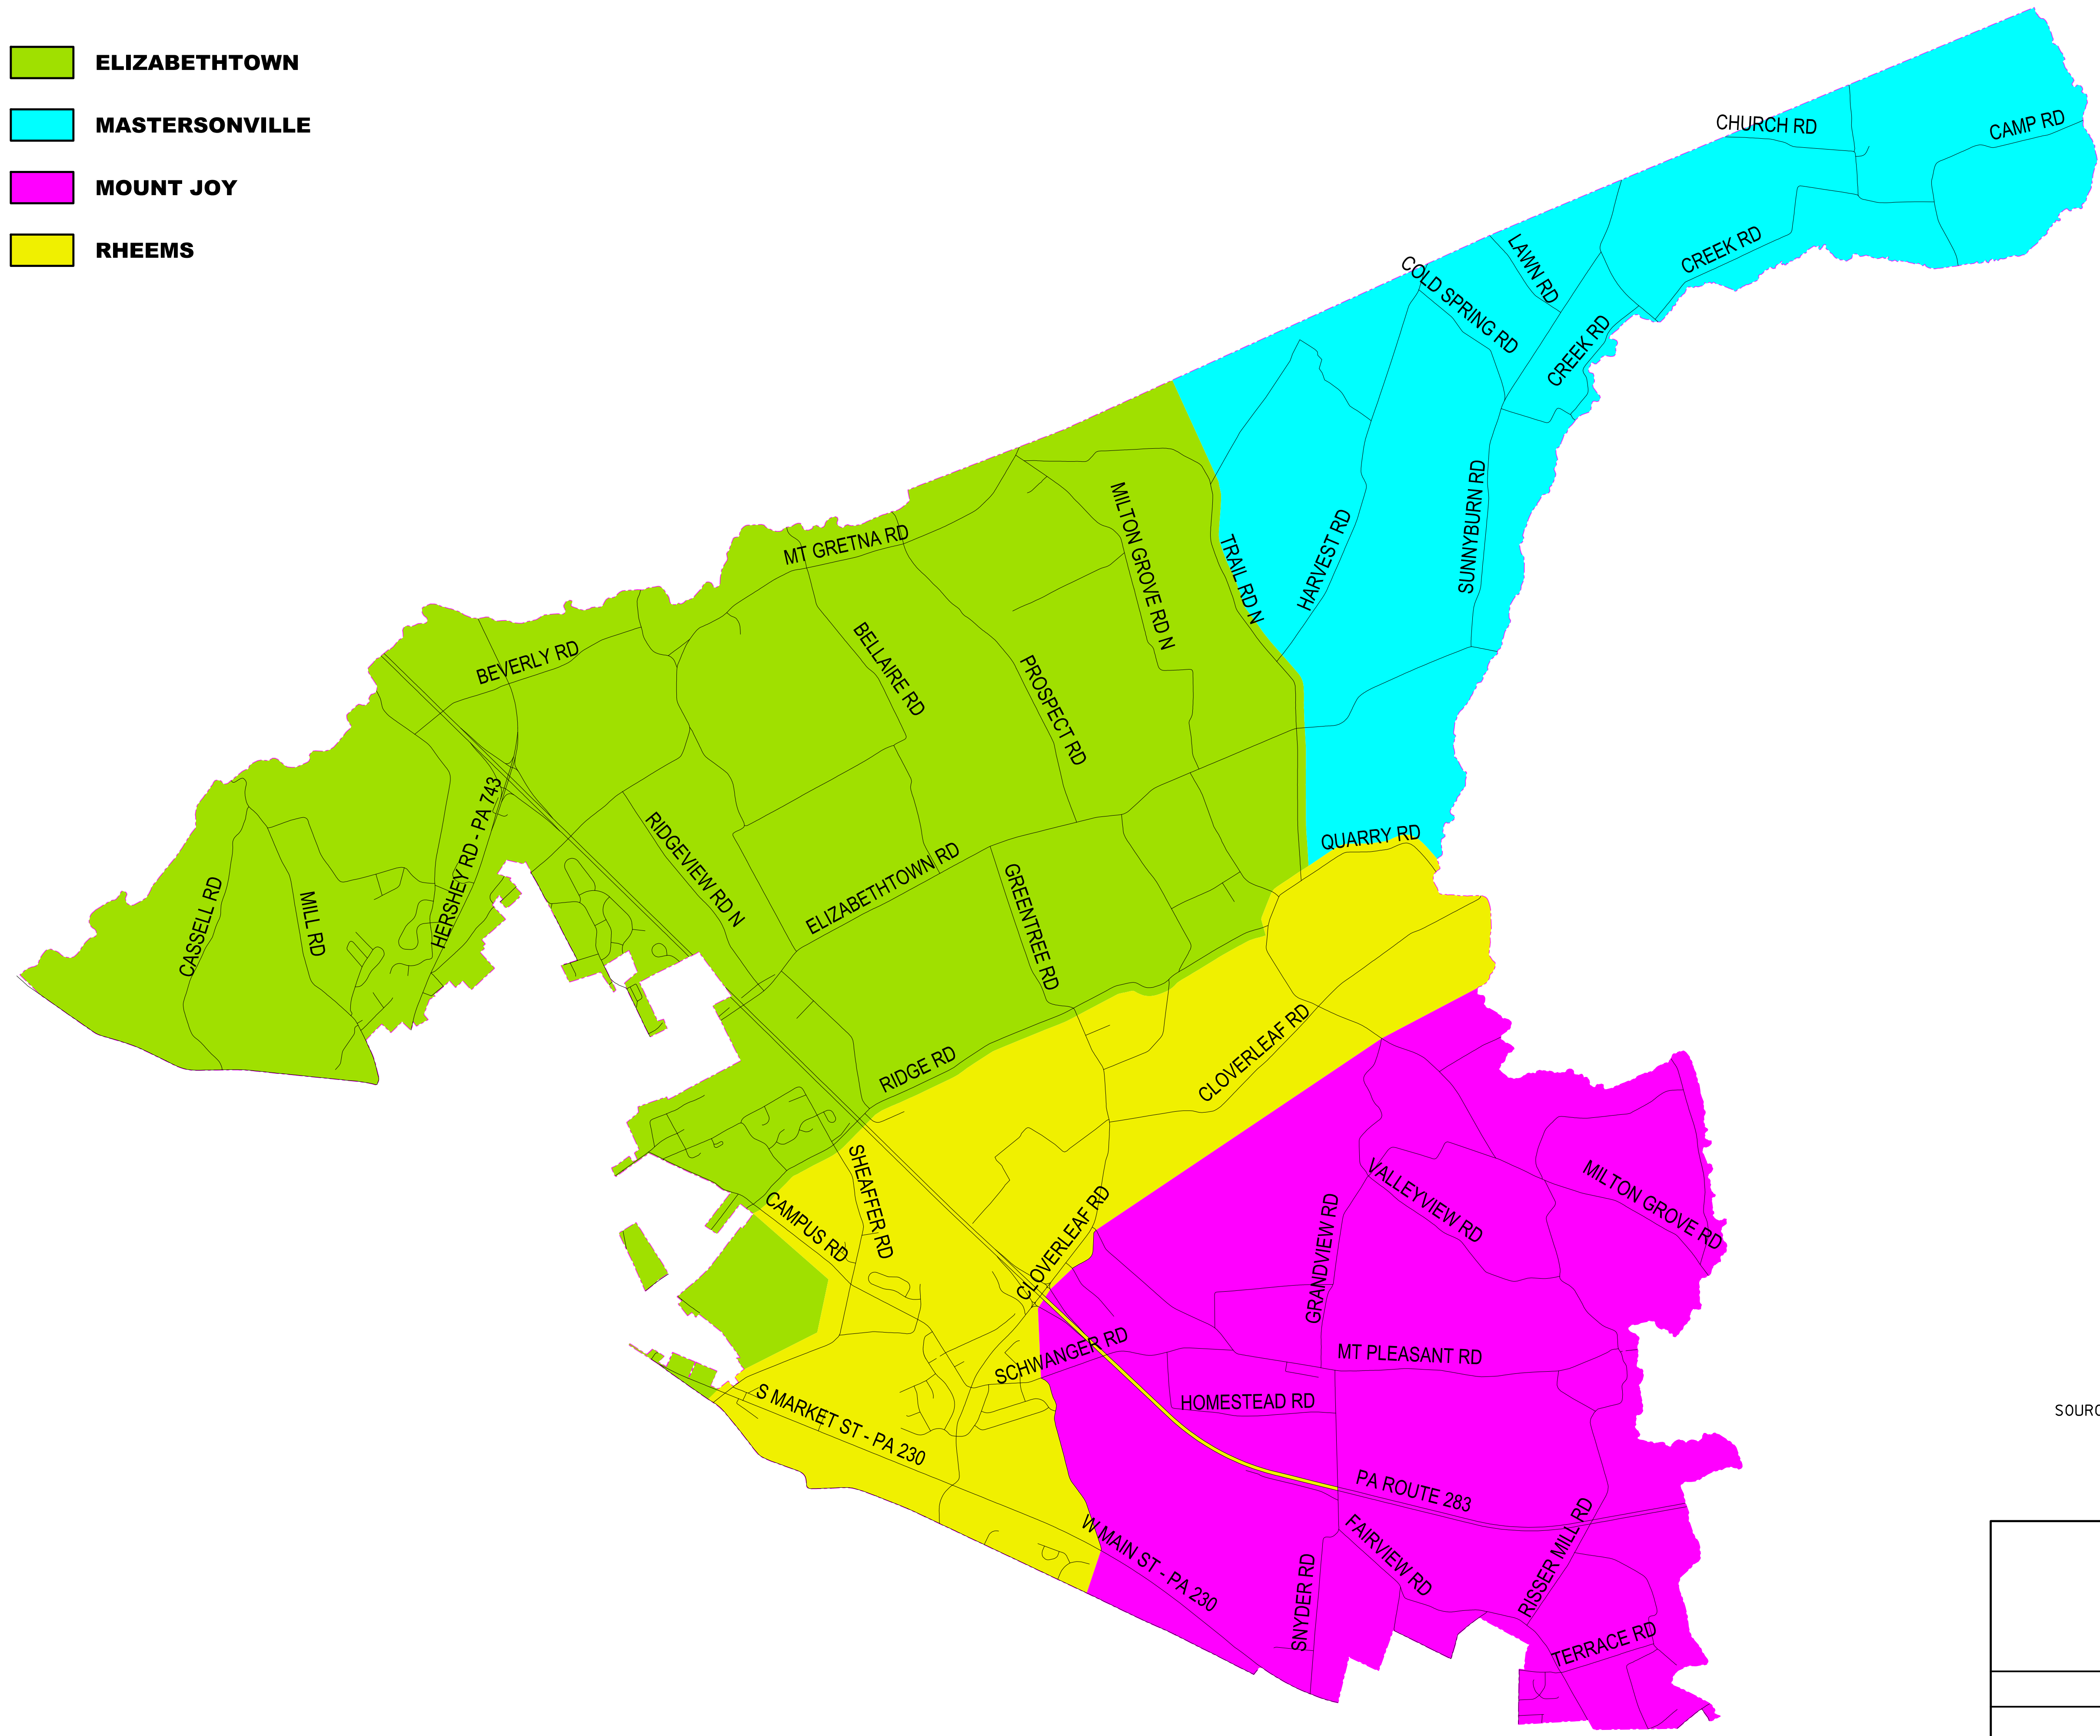 ELIZABETHTOWN
MASTERSONVILLE
MOUNT JOY
RHEEMS
CHURCH RD
CAMP RD
LAWN RD
CREEK RD
COLD SPRING RD
CREEK RD
SUNNYBURN RD
HARVEST RD
TRAIL RD N
MILTON GROVE RD N
MT GRETNA RD
BELLAIRE RD
PROSPECT RD
BEVERLY RD
HERSHEY RD - PA 743
RIDGEVIEW RD N
ELIZABETHTOWN RD
GREENTREE RD
QUARRY RD
CASSELL RD
MILL RD
RIDGE RD
CLOVERLEAF RD
SHEAFFER RD
CAMPUS RD
CLOVERLEAF RD
VALLEYVIEW RD
MILTON GROVE RD
GRANDVIEW RD
SCHWANGER RD
MT PLEASANT RD
HOMESTEAD RD
S MARKET ST - PA 230
PA ROUTE 283
W MAIN ST - PA 230
FAIRVIEW RD
SNYDER RD
RISSER MILL RD
TERRACE RD
SOURC